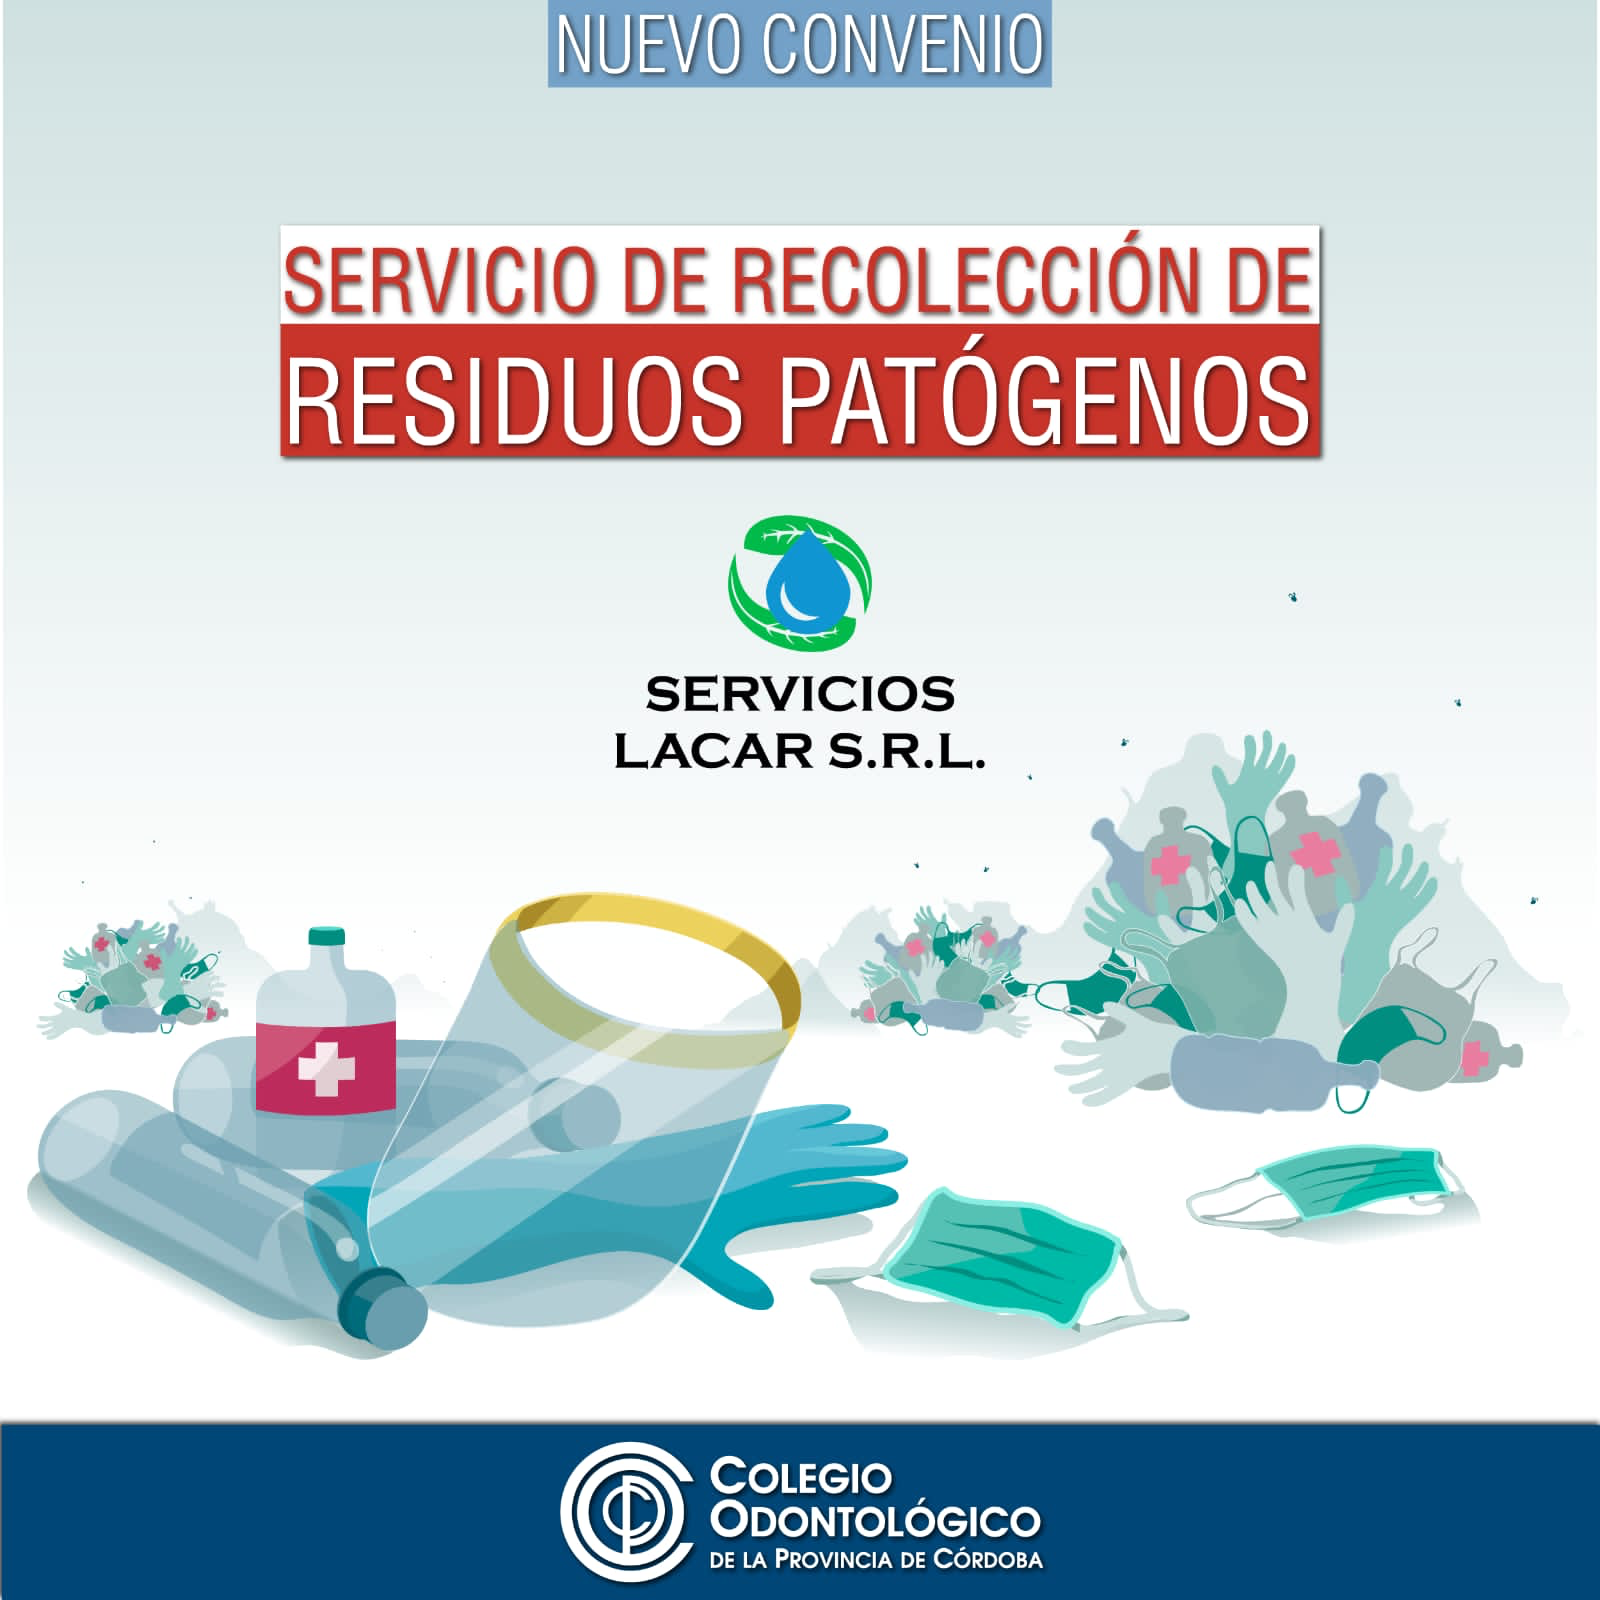 NUEVO CONVENIO
SERVICIO DE RECOLECCIÓN DE
RESIDUOS PATÓGENOS
SERVICIOS
LACAR S.R.L.
COLEGIO
ODONTOLÓGICO
DE LA PROVINCIA DE CÓRDOBA